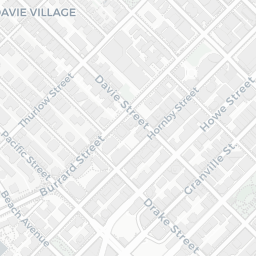 DAVIE VILLAGE
Thurlow Street
Davie Street
Hornby Street
Howe Street
Pacific Street
Burrard Street
Granville St.
Beach Avenue
Drake Street